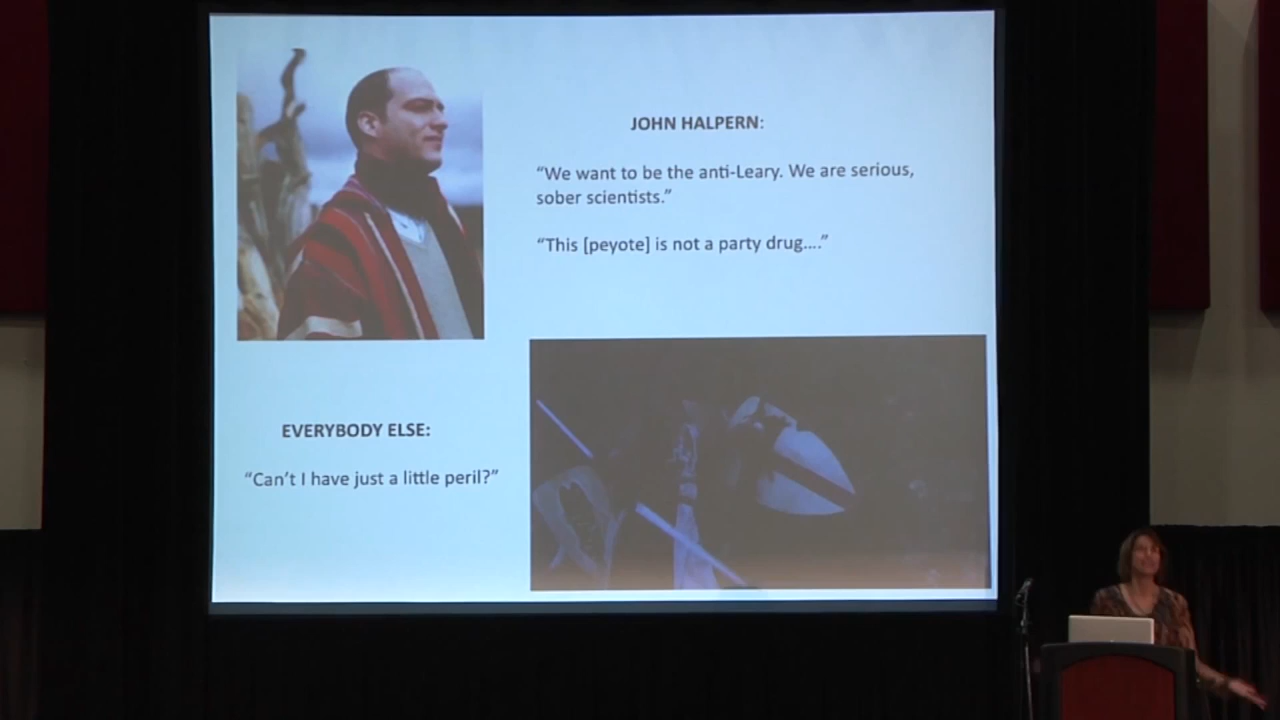 JOHN HALPERN:
“We want to be the anti-Leary. We are serious,
sober scientists.”
“This [peyote] is not a party drug....”
EVERYBODY ELSE:
“Can’t I have just a little peril?”